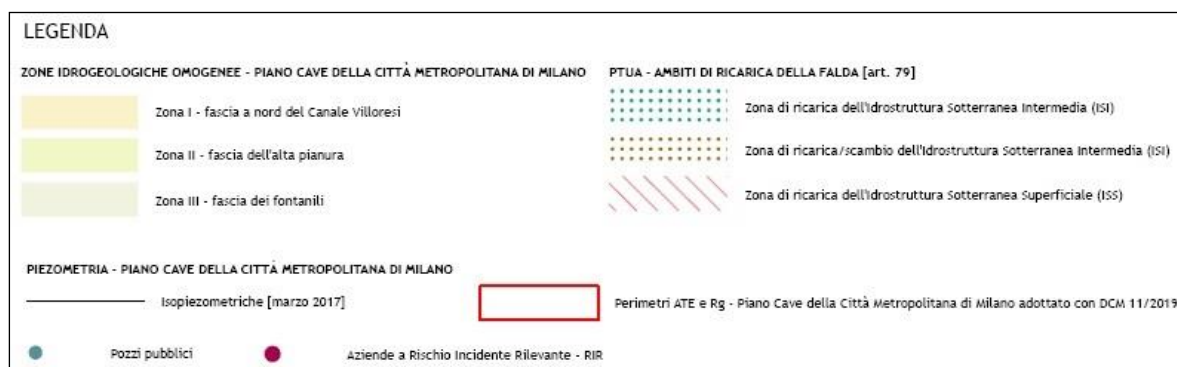 LEGENDA
ZONE IDROGEOLOGICHE OMOGENEE - PIANO CAVE DELLA CITTÀ METROPOLITANA DI MILANO
Zona I - fascia a nord del Canale Villoresi
Zona II - fascia dell'alta pianura
Zona III - fascia dei fontanili
PTUA - AMBITI DI RICARICA DELLA FALDA [art. 79]
Zona di ricarica dell'Idrostruttura Sotterranea Intermedia (ISI)
Zona di ricarica/scambio dell'Idrostruttura Sotterranea Intermedia (ISI)
Zona di ricarica dell'Idrostruttura Sotterranea Superficiale (ISS)
PIEZOMETRIA - PIANO CAVE DELLA CITTÀ METROPOLITANA DI MILANO
Isopiezometriche [marzo 2017]
Perimetri ATE e Rg - Piano Cave della Città Metropolitana di Milano adottato con DCM 11/2019
Pozzi pubblici
Aziende a Rischio Incidente Rilevante - RIR